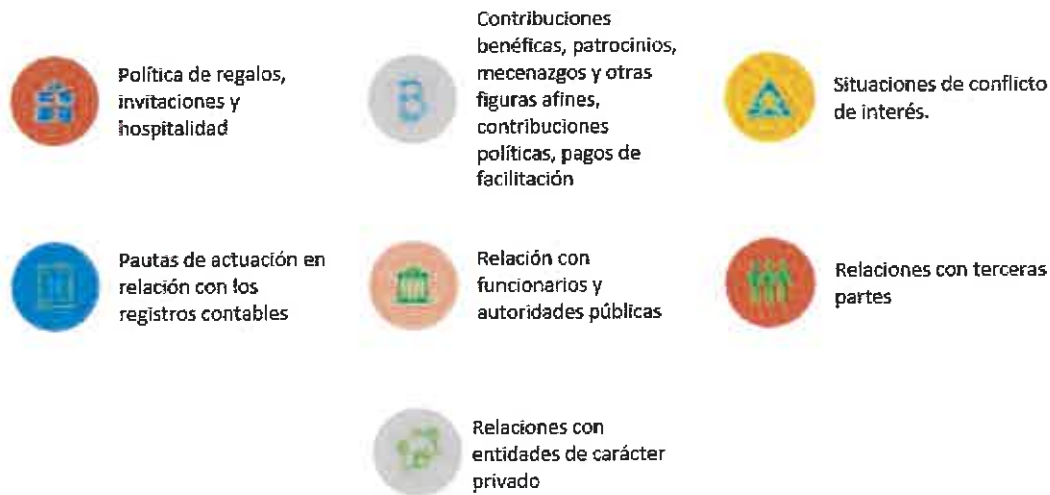 Política de regalos,
invitaciones y
hospitalidad
Contribuciones
benéficas, patrocinios,
mecenazgos y otras
figuras afines,
contribuciones
políticas, pagos de
facilitación
Situaciones de conflicto
de interés.
Pautas de actuación en
relación con los
registros contables
Relación con
funcionarios y
autoridades públicas
Relaciones con terceras
partes
Relaciones con
entidades de carácter
privado